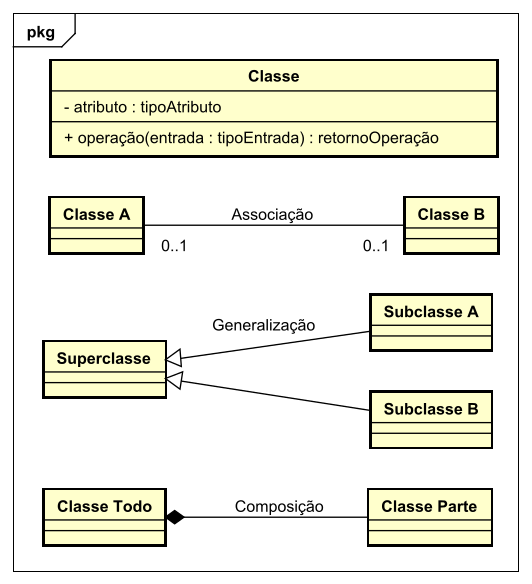 pkg
Classe
- atributo : tipoAtributo
+ operação(entrada : tipoEntrada) : retornoOperação
Classe A
Associação
Classe B
0..1
0..1
Generalização
Subclasse A
Superclasse
Subclasse B
Classe Todo
Composição
Classe Parte